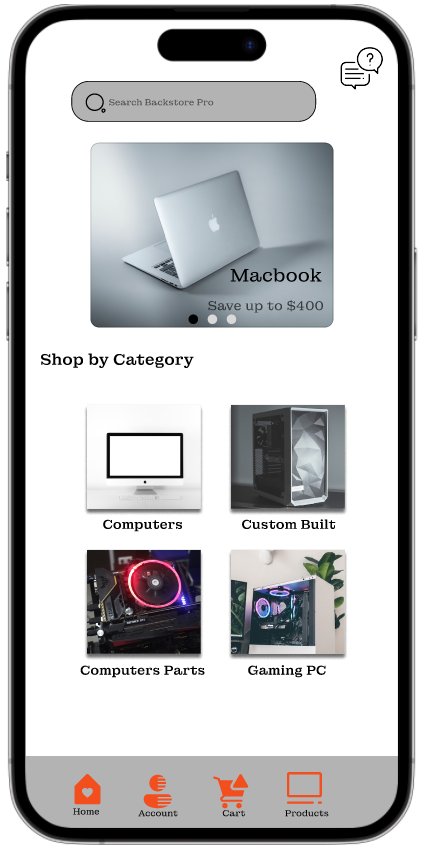 ?
Search Backstore Pro
Macbook
Save up to $400
Shop by Category
Computers
Custom Built
Computers Parts
Gaming PC
Home
Account
Cart
Products